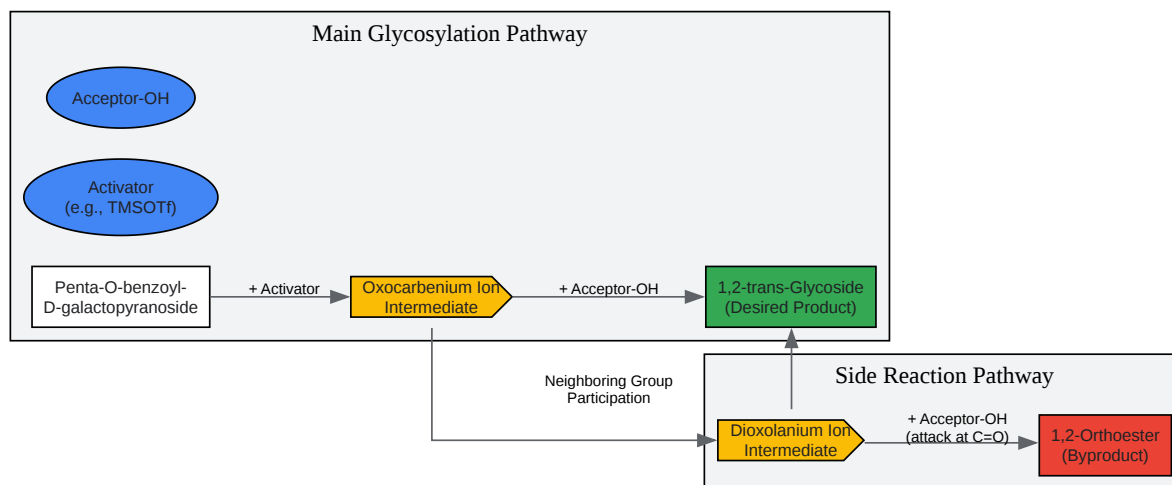 Main Glycosylation Pathway
Acceptor-OH
Activator
(e.g., TMSOTf)
Penta-O-benzoyl-
D-galactopyranoside
+ Activator
Oxocarbenium Ion
Intermediate
+ Acceptor-OH
1,2-trans-Glycoside
(Desired Product)
Neighboring Group
Participation
Side Reaction Pathway
Dioxolanium Ion
Intermediate
+ Acceptor-OH
(attack at C=O)
1,2-Orthoester
(Byproduct)